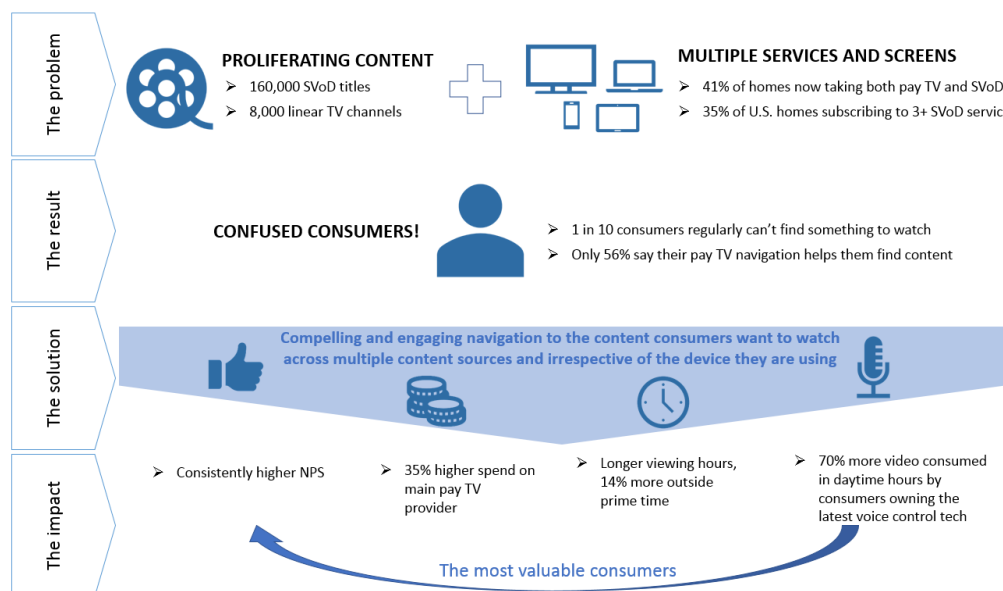 The problem
PROLIFERATING CONTENT
➢ 160,000 SVoD titles
➢ 8,000 linear TV channels
MULTIPLE SERVICES AND SCREENS
➢ 41% of homes now taking both pay TV and SVoD
➢ 35% of U.S. homes subscribing to 3+ SVoD servic
The result
CONFUSED CONSUMERS!
➢ 1 in 10 consumers regularly can't find something to watch
➢ Only 56% say their pay TV navigation helps them find content
The solution
Compelling and engaging navigation to the content consumers want to watch
across multiple content sources and irrespective of the device they are using
The impact
➢ Consistently higher NPS
➢ 35% higher spend on
main pay TV
provider
➢ Longer viewing hours,
14% more outside
prime time
➢ 70% more video consumed
in daytime hours by
consumers owning the
latest voice control tech
The most valuable consumers